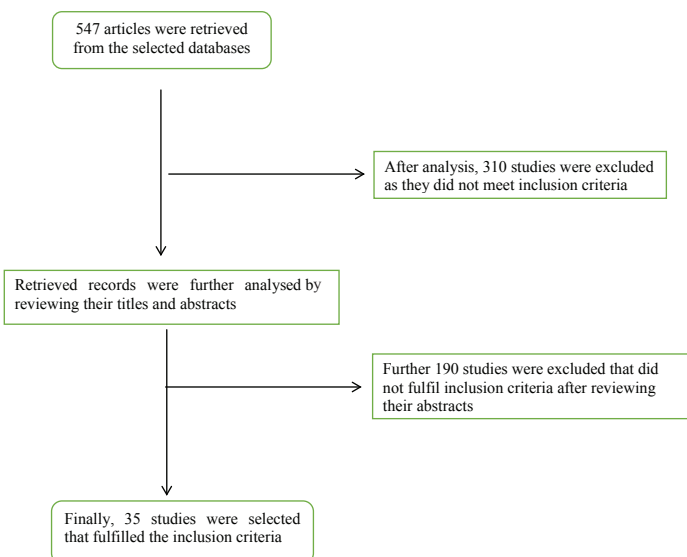 547 articles were retrieved
from the selected databases
After analysis, 310 studies were excluded
as they did not meet inclusion criteria
Retrieved records were further analysed by
reviewing their titles and abstracts
Further 190 studies were excluded that did
not fulfil inclusion criteria after reviewing
their abstracts
Finally, 35 studies were selected
that fulfilled the inclusion criteria